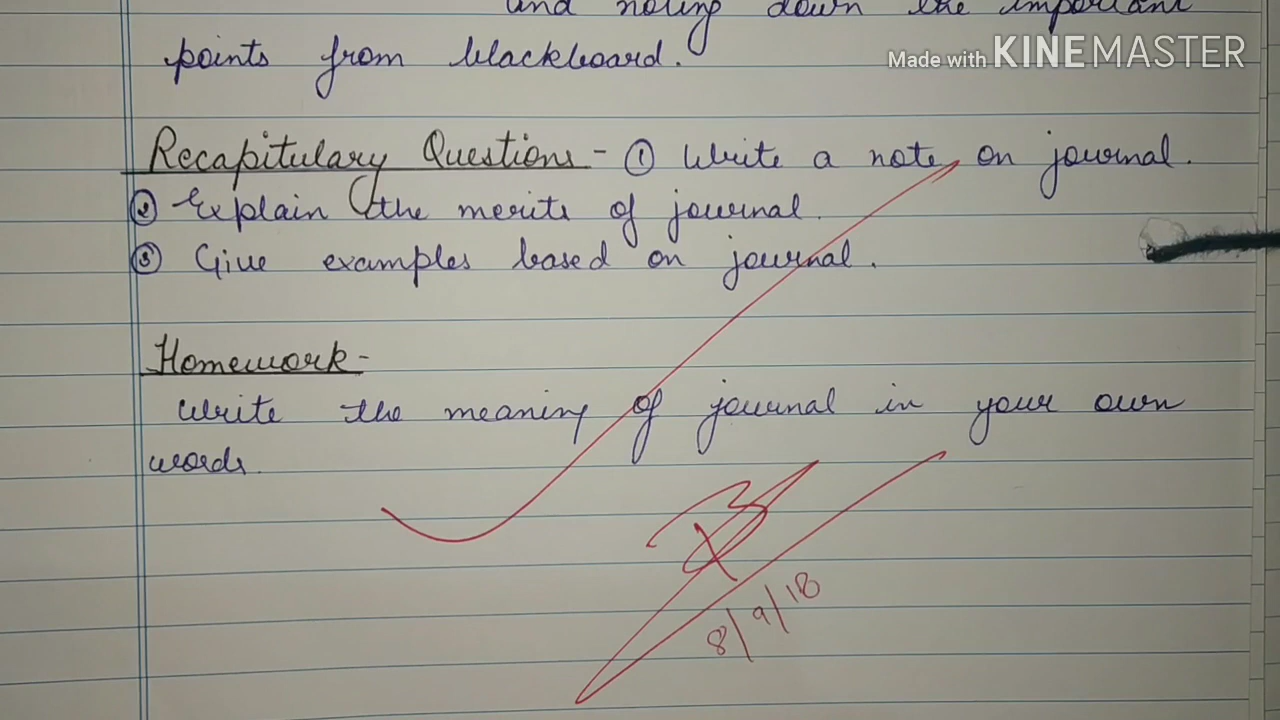 and noting down the important
Made with KINEMASTER
points from blackboard.
Recapitulary Questions - ① Write a note on journal.
② Explain the merits of journal.
③ Give examples based on journal.
Homework-
Write the meaning of journal in your own
words.
8/9/18